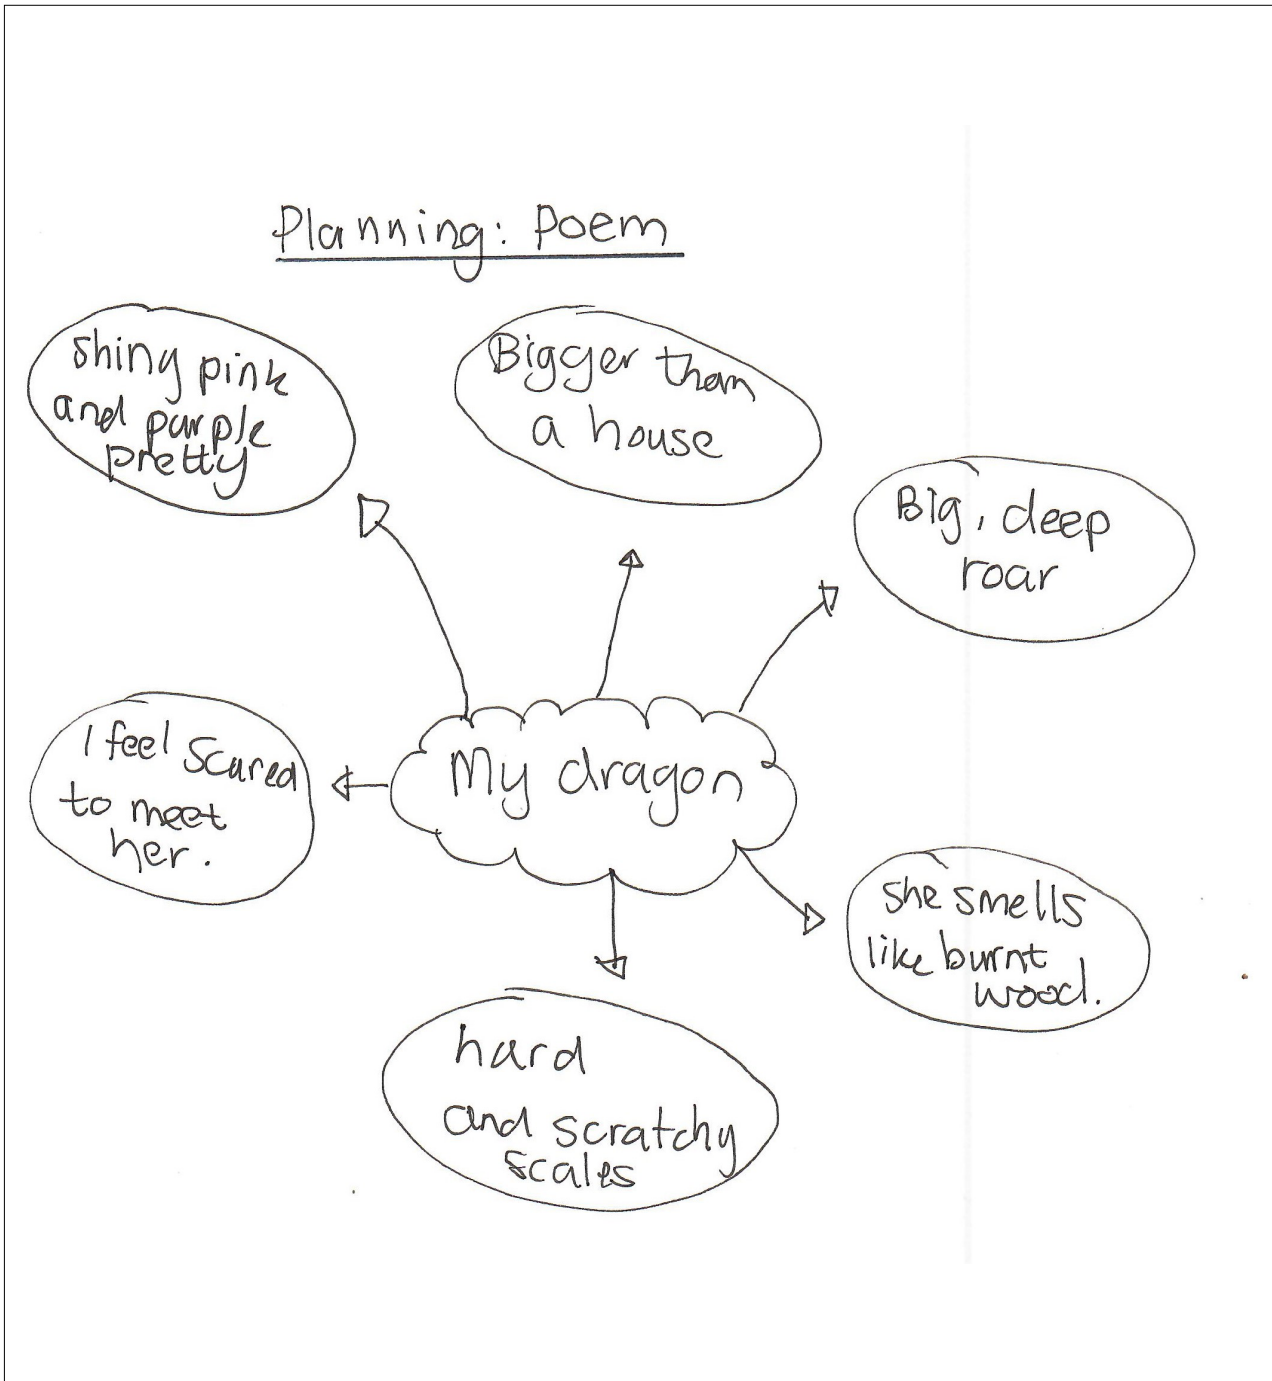 Planning: Poem
Shiny pink
and purple
pretty
Bigger than
a house
Big, deep
roar
I feel scared
to meet
her.
My dragon
she smells
like burnt
wood.
hard
and scratchy
scales